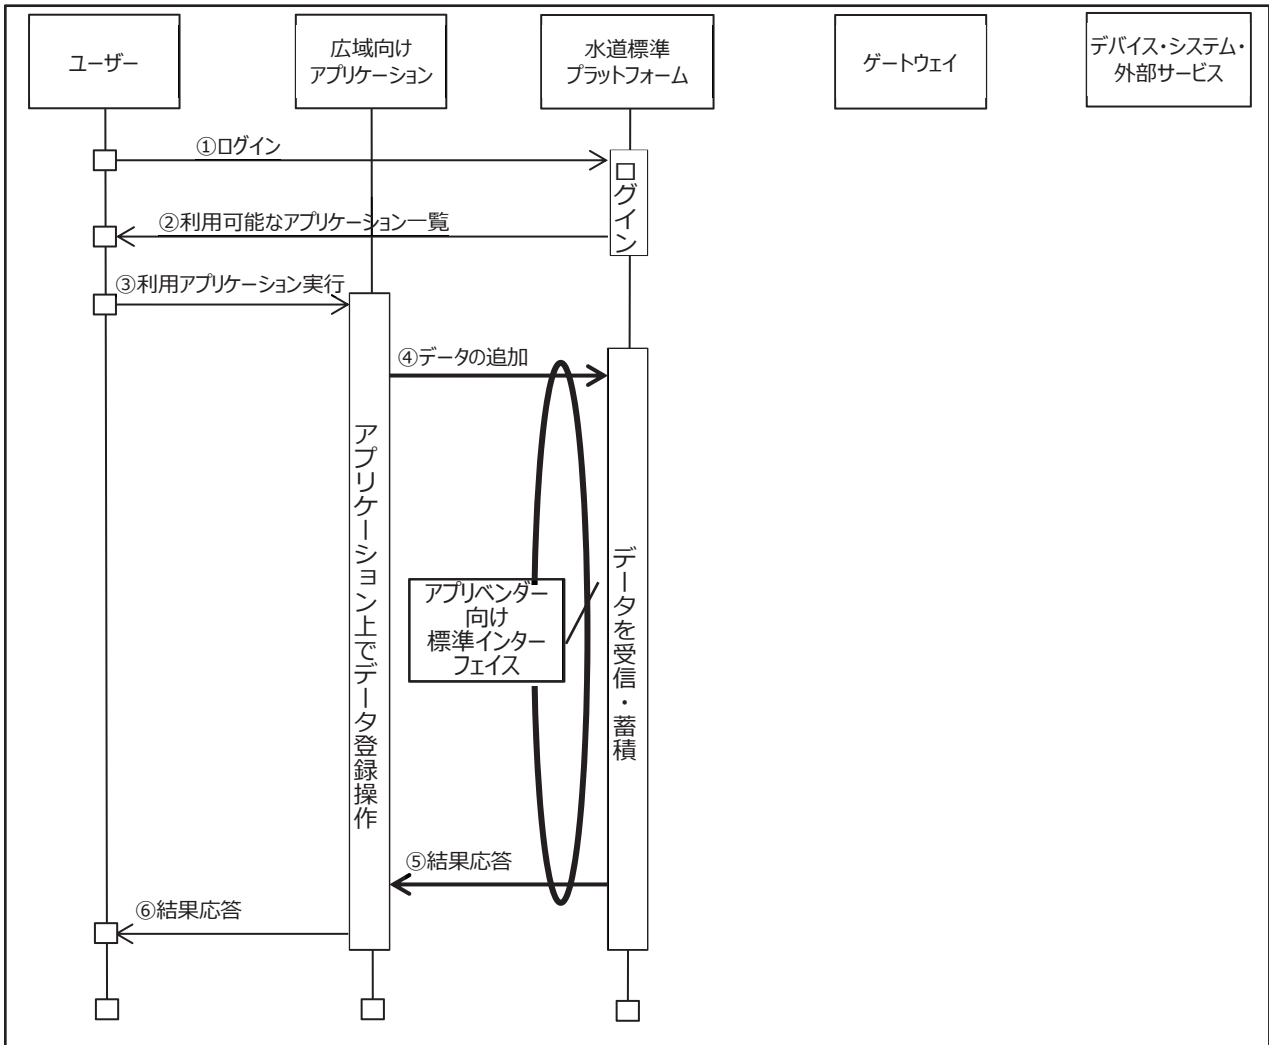 ユーザー
広域向け
アプリケーション
水道標準
プラットフォーム
ゲートウェイ
デバイス・システム・
外部サービス
①ログイン
ログイン
②利用可能なアプリケーション一覧
③利用アプリケーション実行
④データの追加
アプリケーション上でデータ登録操作
アプリベンダー
向け
標準インター
フェイス
データを受信・蓄積
⑤結果応答
⑥結果応答